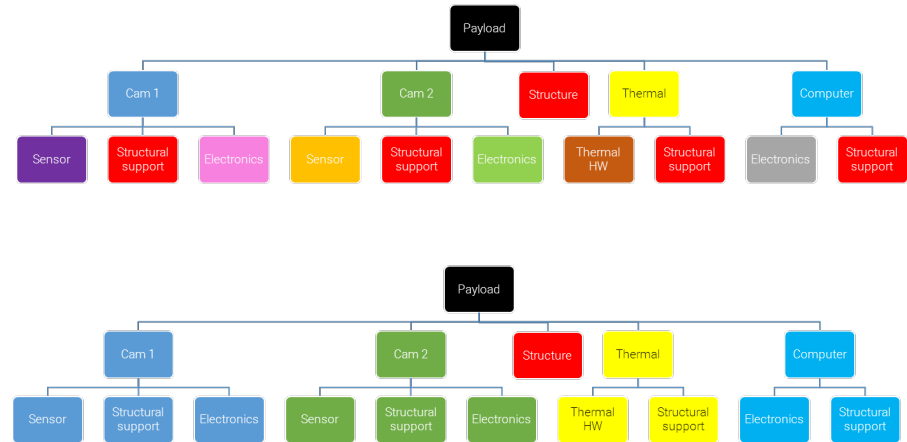 Payload
Cam 1
Cam 2
Structure
Thermal
Computer
Sensor
Structural
support
Electronics
Sensor
Structural
support
Electronics
Thermal
HW
Structural
support
Electronics
Structural
support
Payload
Cam 1
Cam 2
Structure
Thermal
Computer
Sensor
Structural
support
Electronics
Sensor
Structural
support
Electronics
Thermal
HW
Structural
support
Electronics
Structural
support